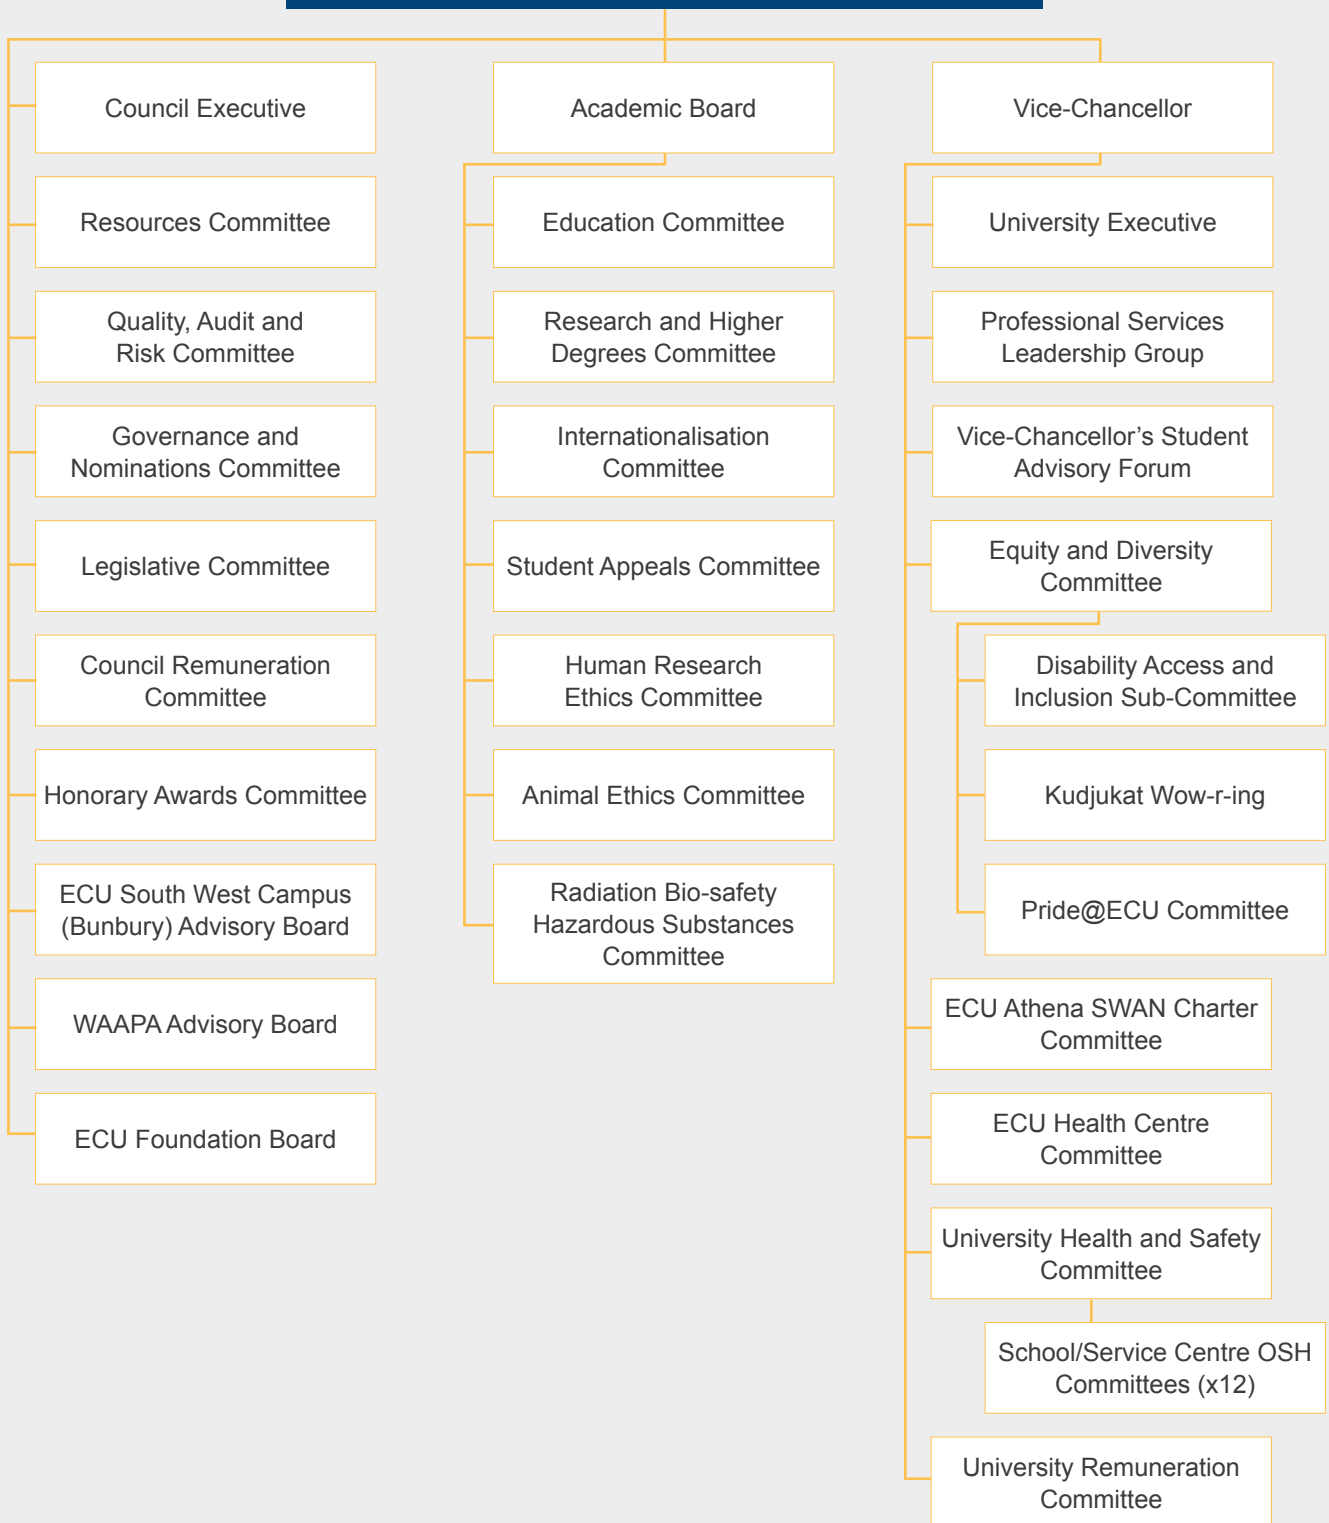 Council Executive
Resources Committee
Quality, Audit and
Risk Committee
Governance and
Nominations Committee
Legislative Committee
Council Remuneration
Committee
Honorary Awards Committee
ECU South West Campus
(Bunbury) Advisory Board
WAAPA Advisory Board
ECU Foundation Board
Academic Board
Education Committee
Research and Higher
Degrees Committee
Internationalisation
Committee
Student Appeals Committee
Human Research
Ethics Committee
Animal Ethics Committee
Radiation Bio-safety
Hazardous Substances
Committee
Vice-Chancellor
University Executive
Professional Services
Leadership Group
Vice-Chancellor’s Student
Advisory Forum
Equity and Diversity
Committee
Disability Access and
Inclusion Sub-Committee
Kudjukat Wow-r-ing
Pride@ECU Committee
ECU Athena SWAN Charter
Committee
ECU Health Centre
Committee
University Health and Safety
Committee
School/Service Centre OSH
Committees (x12)
University Remuneration
Committee